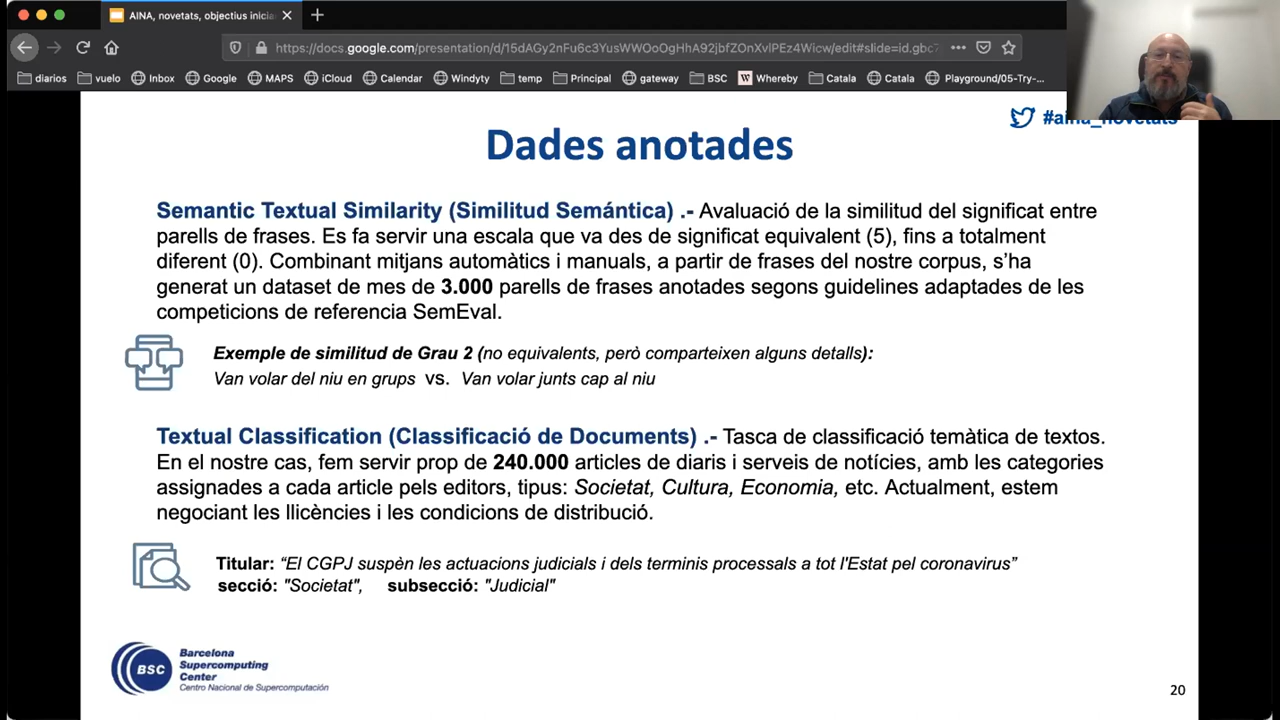 AINA, novetats, objectius inicia
https://docs.google.com/presentation/d/15dAGy2nFu6c3YusWWOoOgHhA92jbfZOnXvlPEz4Wicw/edit#slide=id.gbc7
diarios vuelo Inbox Google MAPS iCloud Calendar Windyty temp Principal gateway BSC Whereby Catala Catala Playground/05-Try-...
#aina_novetats
Dades anotades
Semantic Textual Similarity (Similitud Semántica) .- Avaluació de la similitud del significat entre
parells de frases. Es fa servir una escala que va des de significat equivalent (5), fins a totalment
diferent (0). Combinant mitjans automàtics i manuals, a partir de frases del nostre corpus, s'ha
generat un dataset de mes de 3.000 parells de frases anotades segons guidelines adaptades de les
competicions de referencia SemEval.
Exemple de similitud de Grau 2 (no equivalents, però comparteixen alguns detalls):
Van volar del niu en grups vs. Van volar junts cap al niu
Textual Classification (Classificació de Documents) .- Tasca de classificació temàtica de textos.
En el nostre cas, fem servir prop de 240.000 articles de diaris i serveis de notícies, amb les categories
assignades a cada article pels editors, tipus: Societat, Cultura, Economia, etc. Actualment, estem
negociant les llicències i les condicions de distribució.
Titular: “El CGPJ suspèn les actuacions judicials i dels terminis processals a tot l'Estat pel coronavirus”
secció: "Societat", subsecció: "Judicial"
BSC
Barcelona
Supercomputing
Center
Centro Nacional de Supercomputación
20